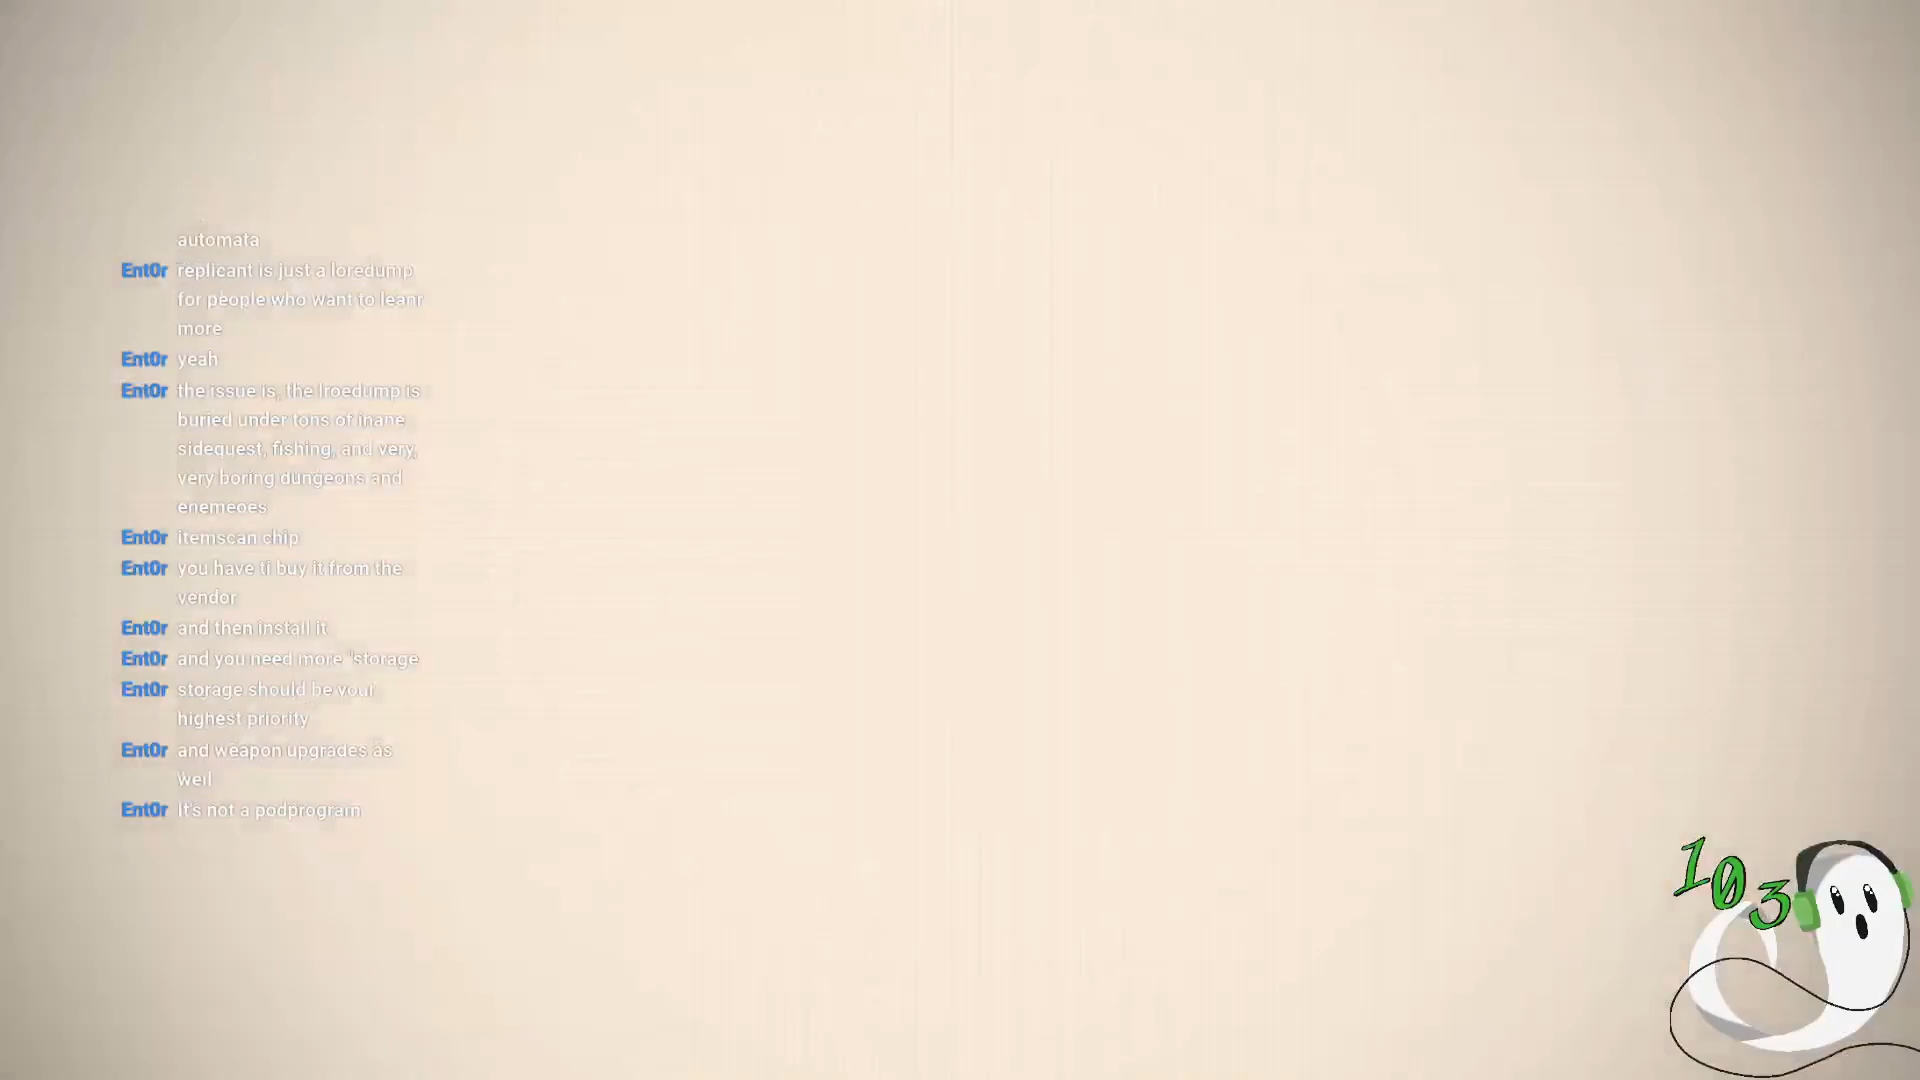 automata
Ent0r replicant is just a loredump
for people who want to leanr
more
Ent0r yeah
Ent0r the issue is, the lroedump is
buried under tons of inane
sidequest, fishing, and very,
very boring dungeons and
enemeoes
Ent0r itemscan chip
Ent0r you have ti buy it from the
vendor
Ent0r and then install it
Ent0r and you need more "storage
Ent0r storage should be your
highest priority
Ent0r and weapon upgrades as
well
Ent0r It's not a podprogram
103